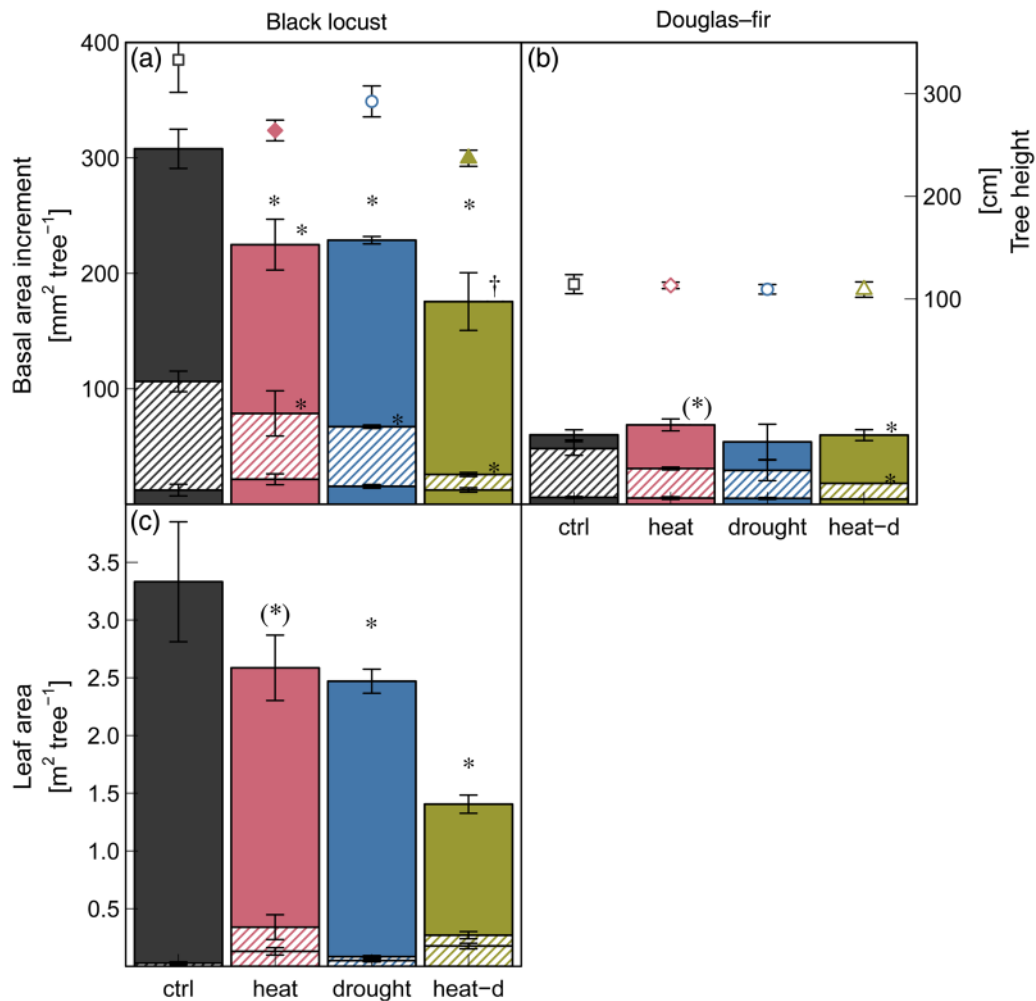 Black locust
Douglas–fir
(a)
(b)
400
300
200
100
Basal area increment
[mm² tree⁻¹]
*
*
*
*
†
*
*
*
300
200
100
[cm]
Tree height
(*)
*
*
ctrl
heat
drought
heat–d
(c)
3.5
3.0
2.5
2.0
1.5
1.0
0.5
Leaf area
[m² tree⁻¹]
(*)
*
*
ctrl
heat
drought
heat–d